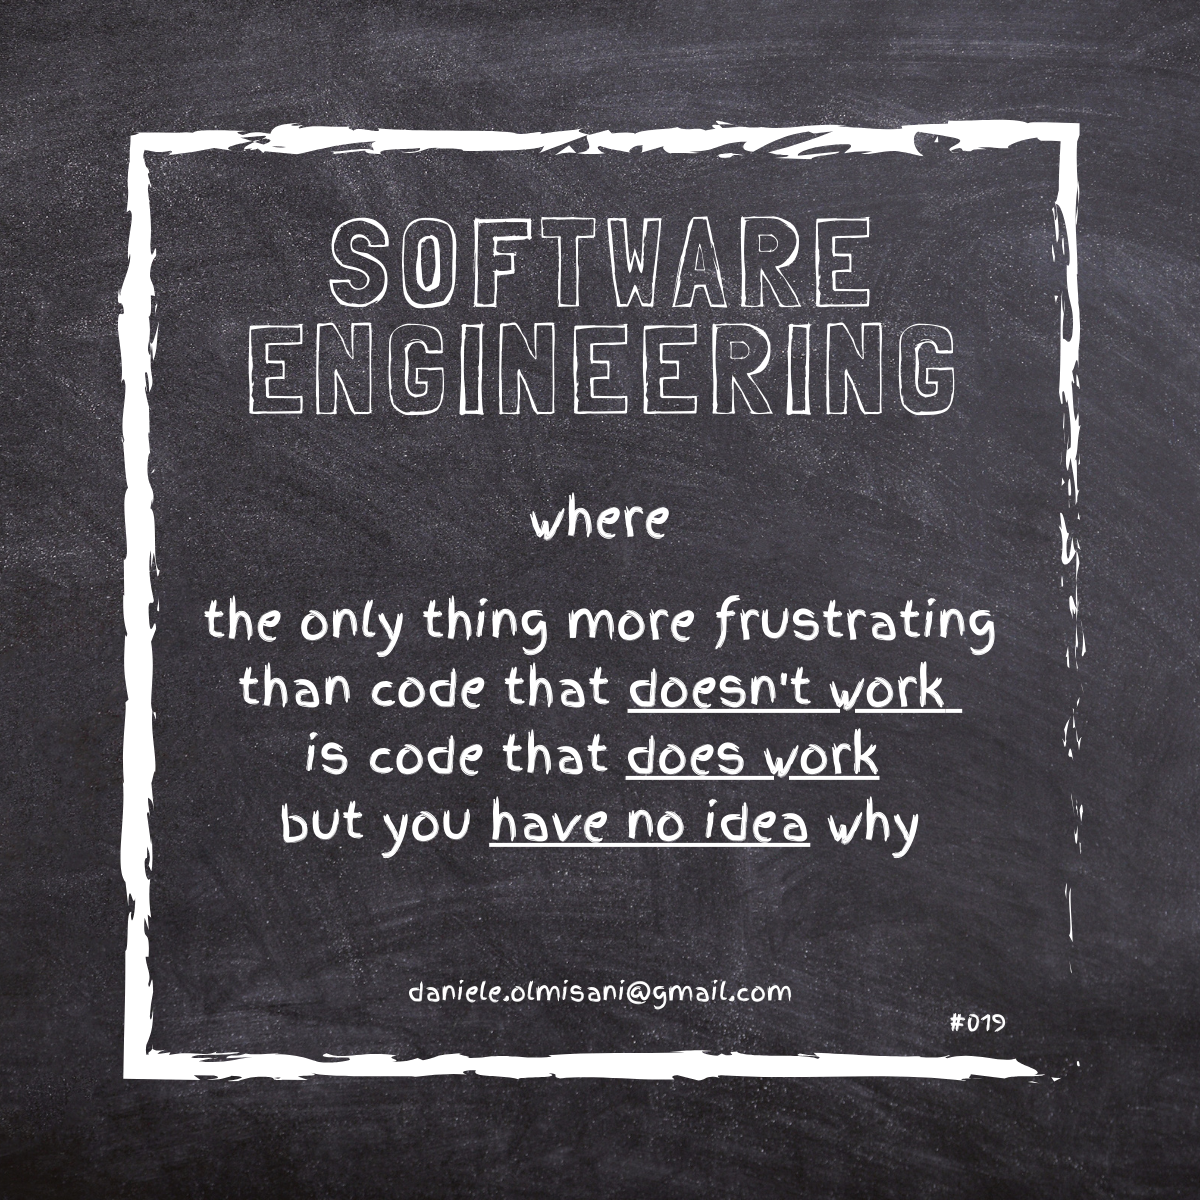 SOFTWARE
ENGINEERING
where
the only thing more frustrating
than code that doesn't work
is code that does work
but you have no idea why
daniele.olmisani@gmail.com
#019